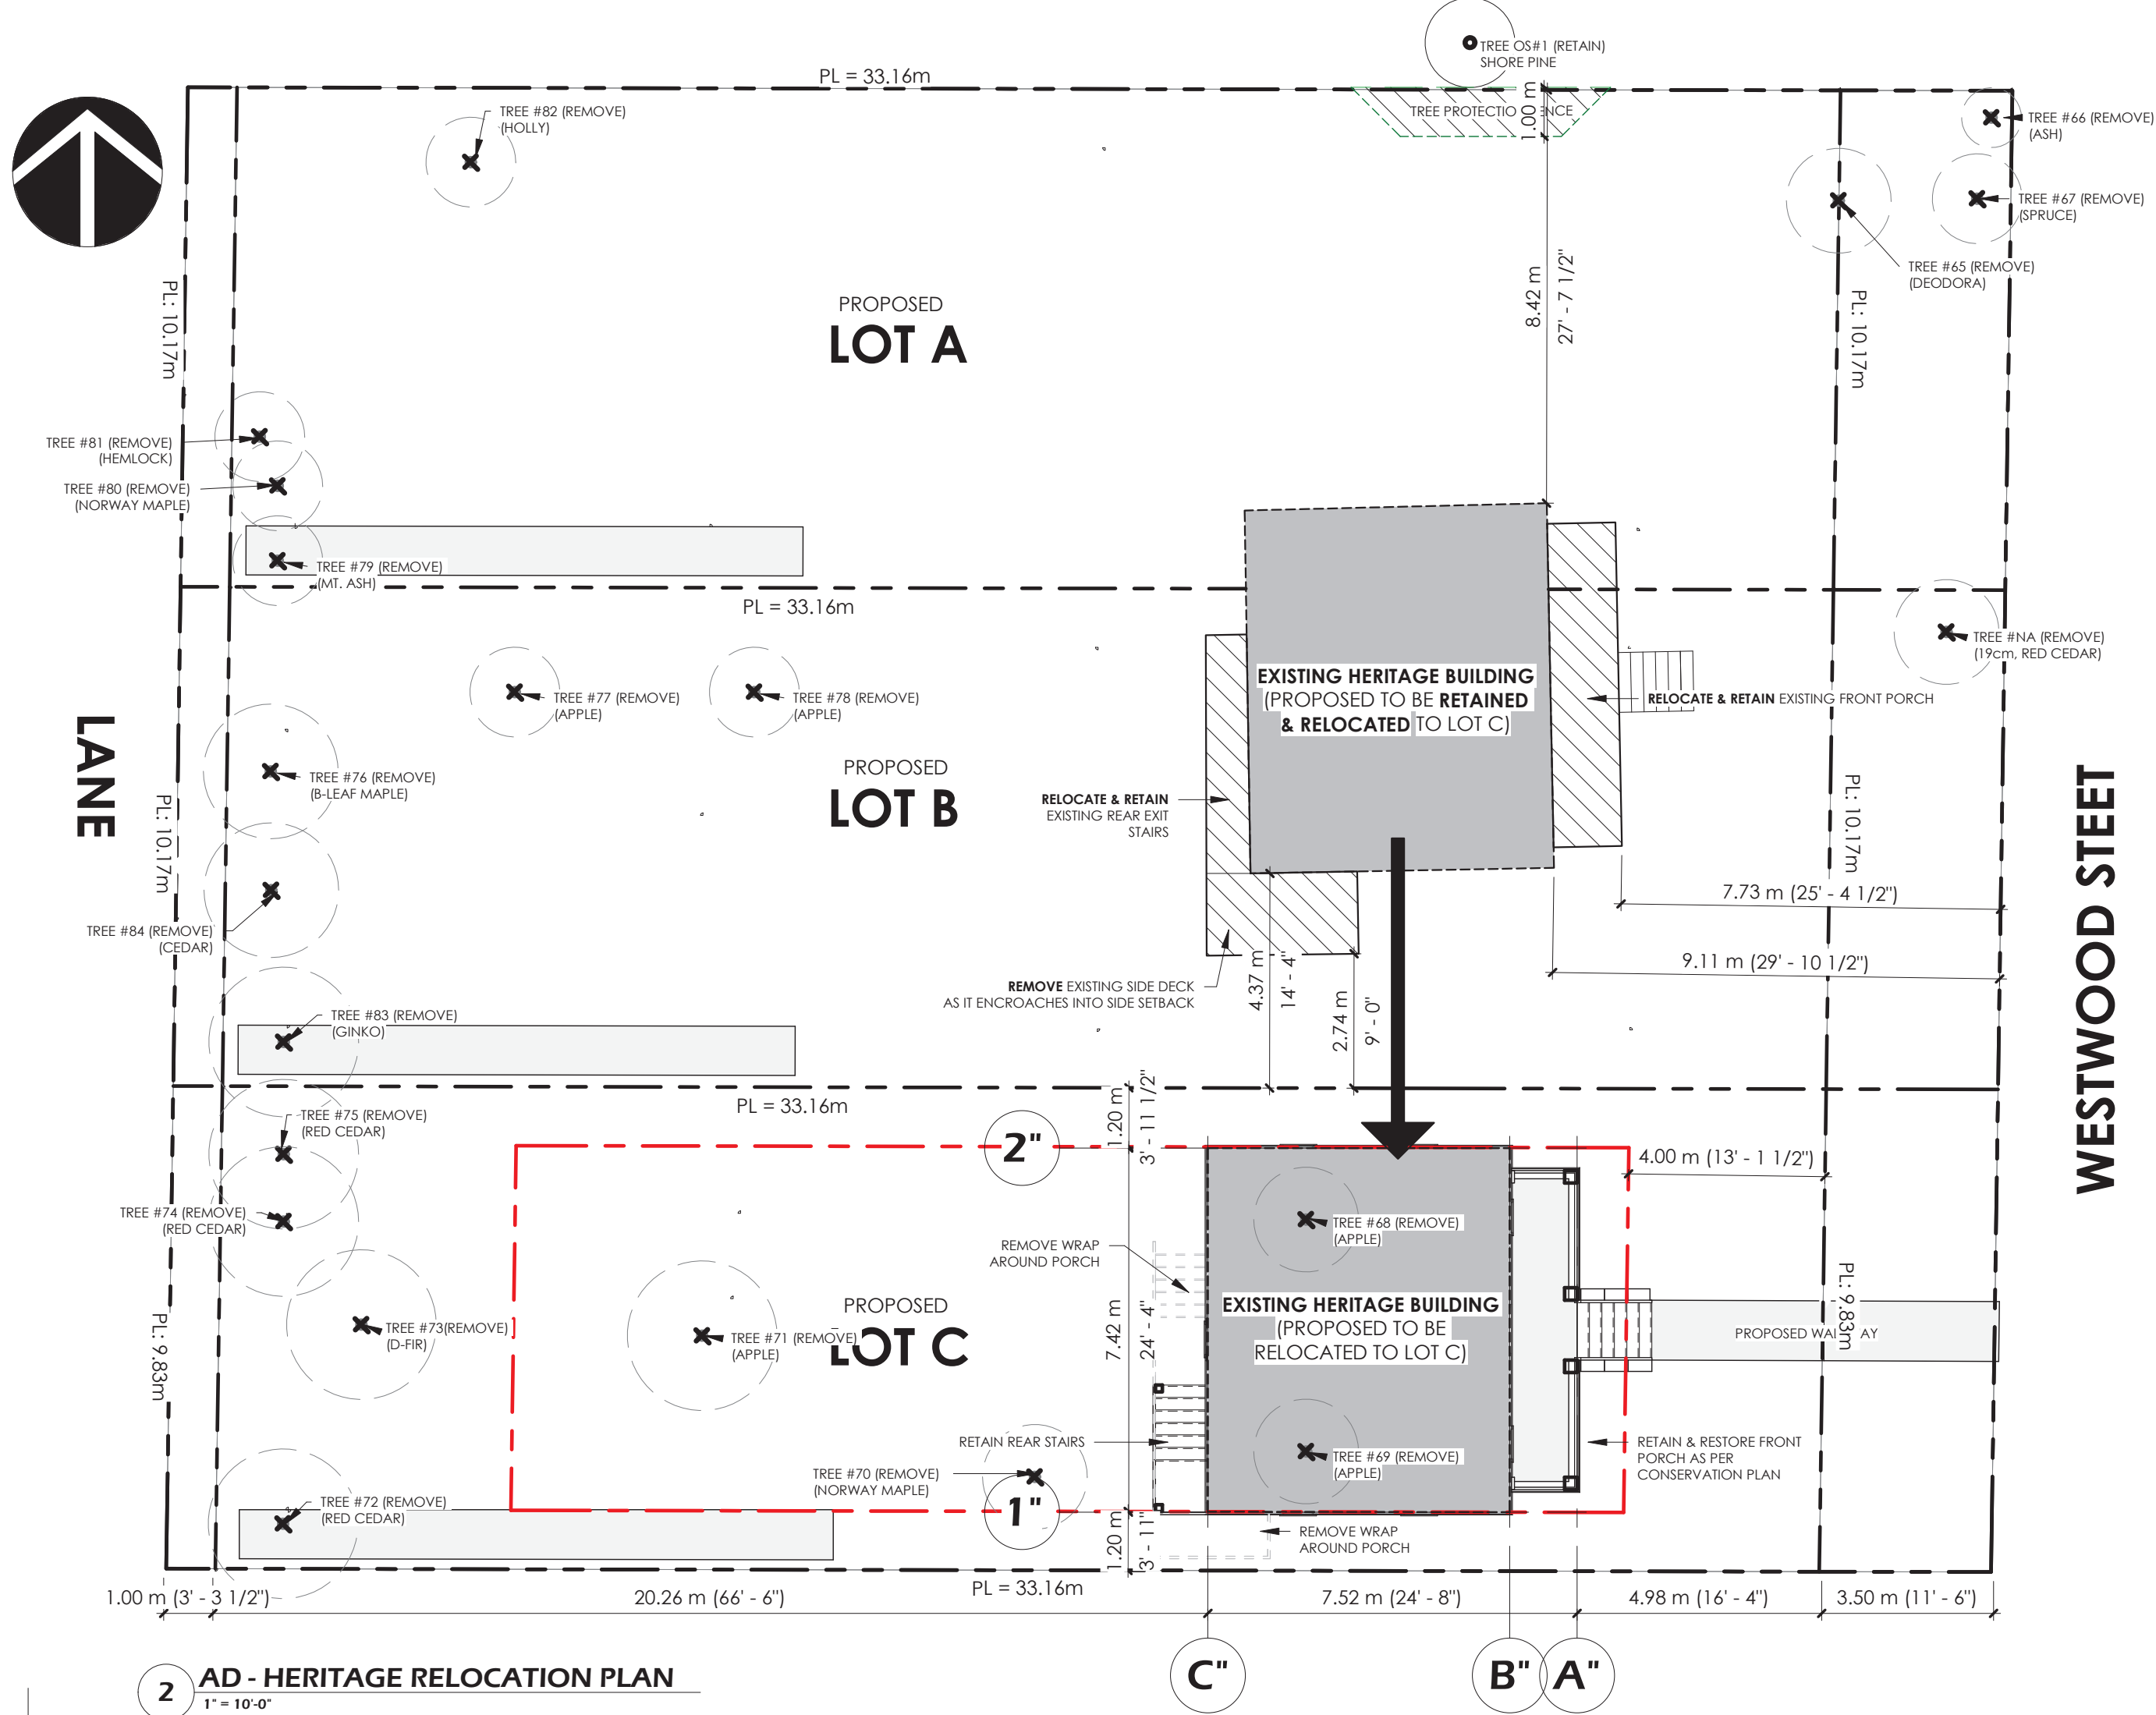 TREE OS#1 (RETAIN)
SHORE PINE
PL = 33.16m
TREE #82 (REMOVE)
(HOLLY)
TREE PROTECTIO ENCE
1.00 m
TREE #66 (REMOVE)
(ASH)
TREE #67 (REMOVE)
(SPRUCE)
TREE #65 (REMOVE)
(DEODORA)
8.42 m
27' - 7 1/2"
PL: 10.17m
PL: 10.17m
PROPOSED
LOT A
TREE #81 (REMOVE)
(HEMLOCK)
TREE #80 (REMOVE)
(NORWAY MAPLE)
TREE #79 (REMOVE)
(MT. ASH)
PL = 33.16m
TREE #NA (REMOVE)
(19cm, RED CEDAR)
EXISTING HERITAGE BUILDING
(PROPOSED TO BE RETAINED
& RELOCATED TO LOT C)
RELOCATE & RETAIN EXISTING FRONT PORCH
TREE #77 (REMOVE)
(APPLE)
TREE #78 (REMOVE)
(APPLE)
LANE
TREE #76 (REMOVE)
(B-LEAF MAPLE)
PROPOSED
LOT B
RELOCATE & RETAIN
EXISTING REAR EXIT
STAIRS
PL: 10.17m
PL: 10.17m
WESTWOOD STEET
7.73 m (25' - 4 1/2")
TREE #84 (REMOVE)
(CEDAR)
9.11 m (29' - 10 1/2")
REMOVE EXISTING SIDE DECK
AS IT ENCROACHES INTO SIDE SETBACK
4.37 m
14' - 4"
2.74 m
9' - 0"
TREE #83 (REMOVE)
(GINKO)
PL = 33.16m
1.20 m
3' - 11 1/2"
TREE #75 (REMOVE)
(RED CEDAR)
2"
4.00 m (13' - 1 1/2")
TREE #74 (REMOVE)
(RED CEDAR)
TREE #68 (REMOVE)
(APPLE)
REMOVE WRAP
AROUND PORCH
PL: 9.83m
PL: 9.83m
PROPOSED
LOT C
TREE #73(REMOVE)
(D-FIR)
TREE #71 (REMOVE)
(APPLE)
7.42 m
24' - 4"
EXISTING HERITAGE BUILDING
(PROPOSED TO BE
RELOCATED TO LOT C)
PROPOSED WAL AY
RETAIN REAR STAIRS
TREE #69 (REMOVE)
(APPLE)
RETAIN & RESTORE FRONT
PORCH AS PER
CONSERVATION PLAN
TREE #70 (REMOVE)
(NORWAY MAPLE)
1"
TREE #72 (REMOVE)
(RED CEDAR)
1.20 m
3' - 11"
REMOVE WRAP
AROUND PORCH
PL = 33.16m
1.00 m (3' - 3 1/2")
20.26 m (66' - 6")
7.52 m (24' - 8")
4.98 m (16' - 4")
3.50 m (11' - 6")
C"
B"
A"
2
AD - HERITAGE RELOCATION PLAN
1" = 10'-0"